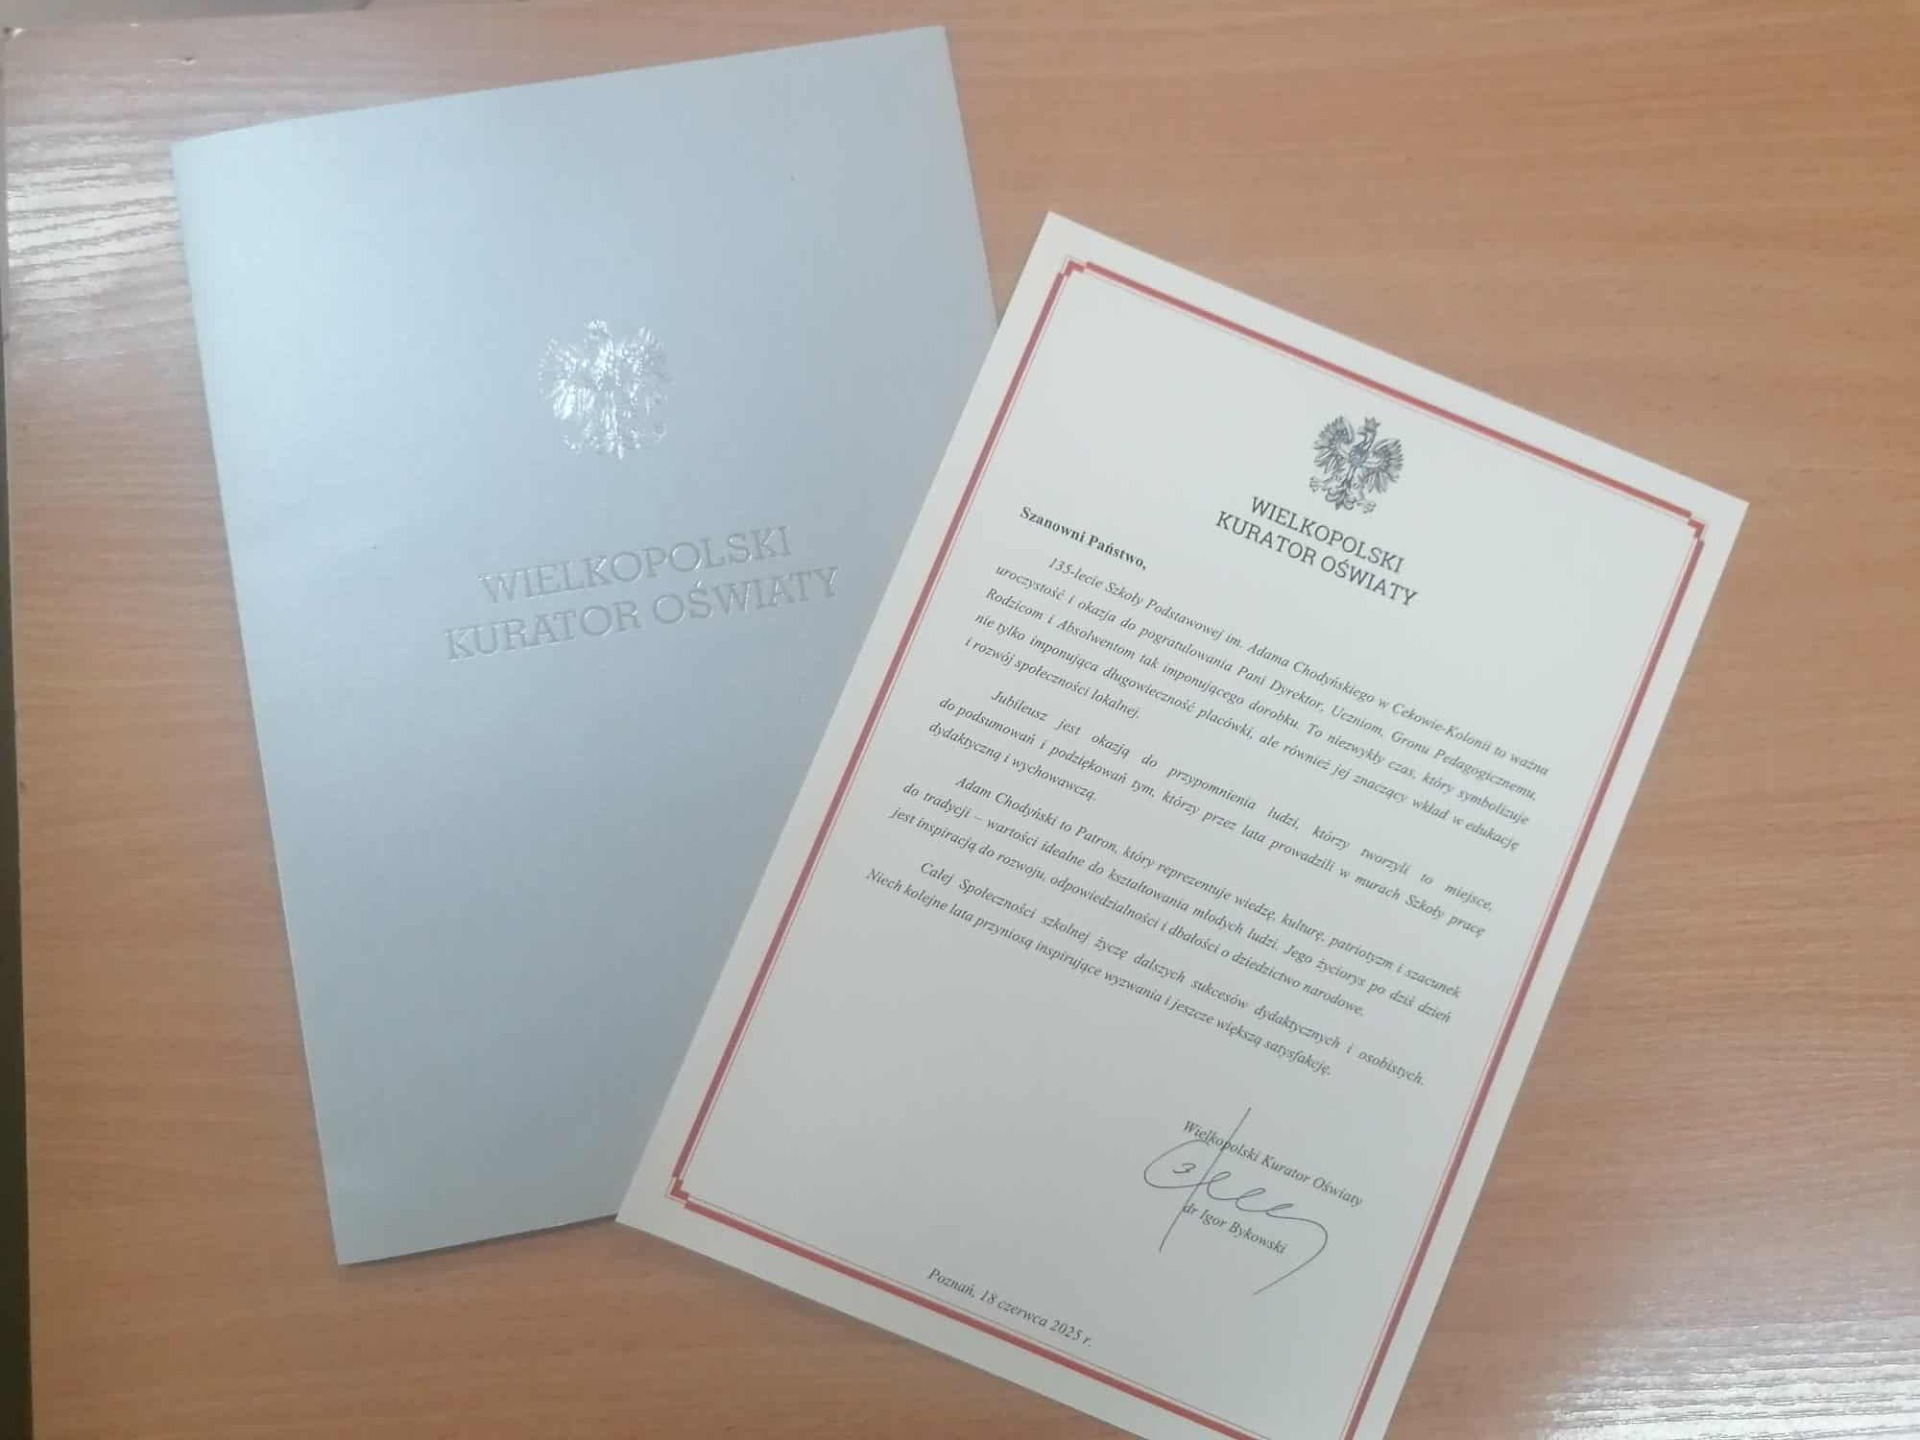 WIELKOPOLSKI
KURATOR OŚWIATY
WIELKOPOLSKI
KURATOR OŚWIATY
Szanowni Państwo,
135-lecie Szkoły Podstawowej im. Adama Chodyńskiego w Cekowie-Kolonii to ważna
uroczystość i okazja do pogratulowania Pani Dyrektor, Uczniom, Gronu Pedagogicznemu,
Rodzicom i Absolwentom tak imponującego dorobku. To niezwykły czas, który symbolizuje
nie tylko imponująca długowieczność placówki, ale również jej znaczący wkład w edukację
i rozwój społeczności lokalnej.
Jubileusz jest okazją do przypomnienia ludzi, którzy tworzyli to miejsce,
do podsumowań i podziękowań tym, którzy przez lata prowadzili w murach Szkoły pracę
dydaktyczną i wychowawczą.
Adam Chodyński to Patron, który reprezentuje wiedzę, kulturę, patriotyzm i szacunek
do tradycji – wartości idealne do kształtowania młodych ludzi. Jego życiorys po dziś dzień
jest inspiracją do rozwoju, odpowiedzialności i dbałości o dziedzictwo narodowe.
Całej Społeczności szkolnej życzę dalszych sukcesów dydaktycznych i osobistych.
Niech kolejne lata przyniosą inspirujące wyzwania i jeszcze większą satysfakcję.
Wielkopolski Kurator Oświaty
dr Igor Bykowski
Poznań, 18 czerwca 2025 r.